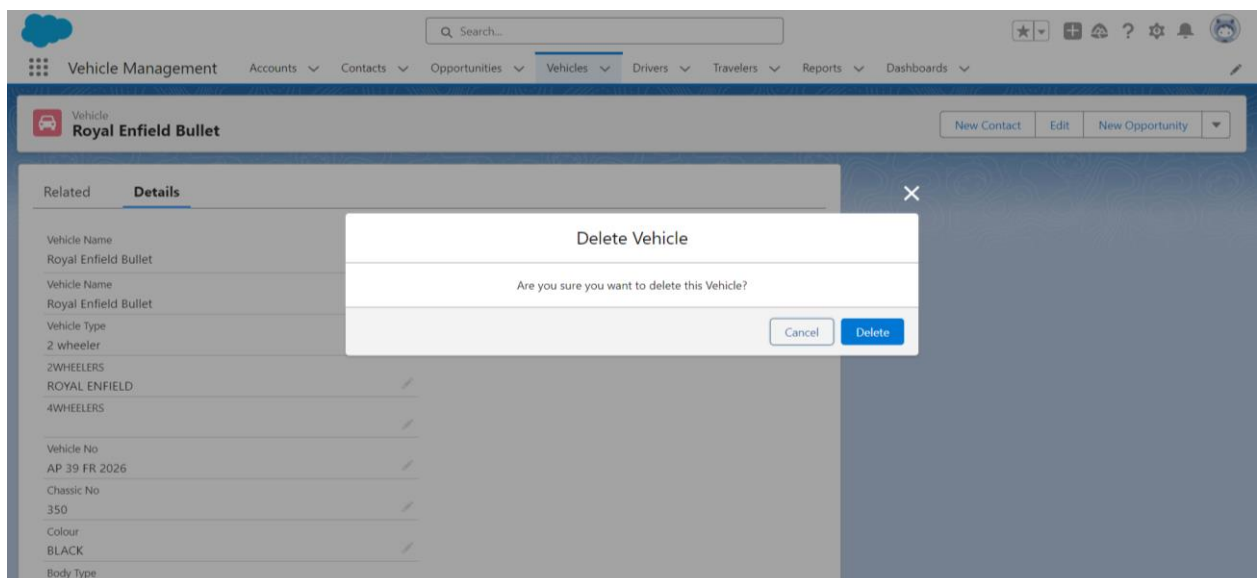 Search...
Vehicle Management Accounts Contacts Opportunities Vehicles Drivers Travelers Reports Dashboards
Vehicle
Royal Enfield Bullet
New Contact Edit New Opportunity
Related Details
Delete Vehicle
Are you sure you want to delete this Vehicle?
Cancel Delete
Vehicle Name
Royal Enfield Bullet
Vehicle Name
Royal Enfield Bullet
Vehicle Type
2 wheeler
2WHEELERS
ROYAL ENFIELD
4WHEELERS
Vehicle No
AP 39 FR 2026
Chassic No
350
Colour
BLACK
Body Type